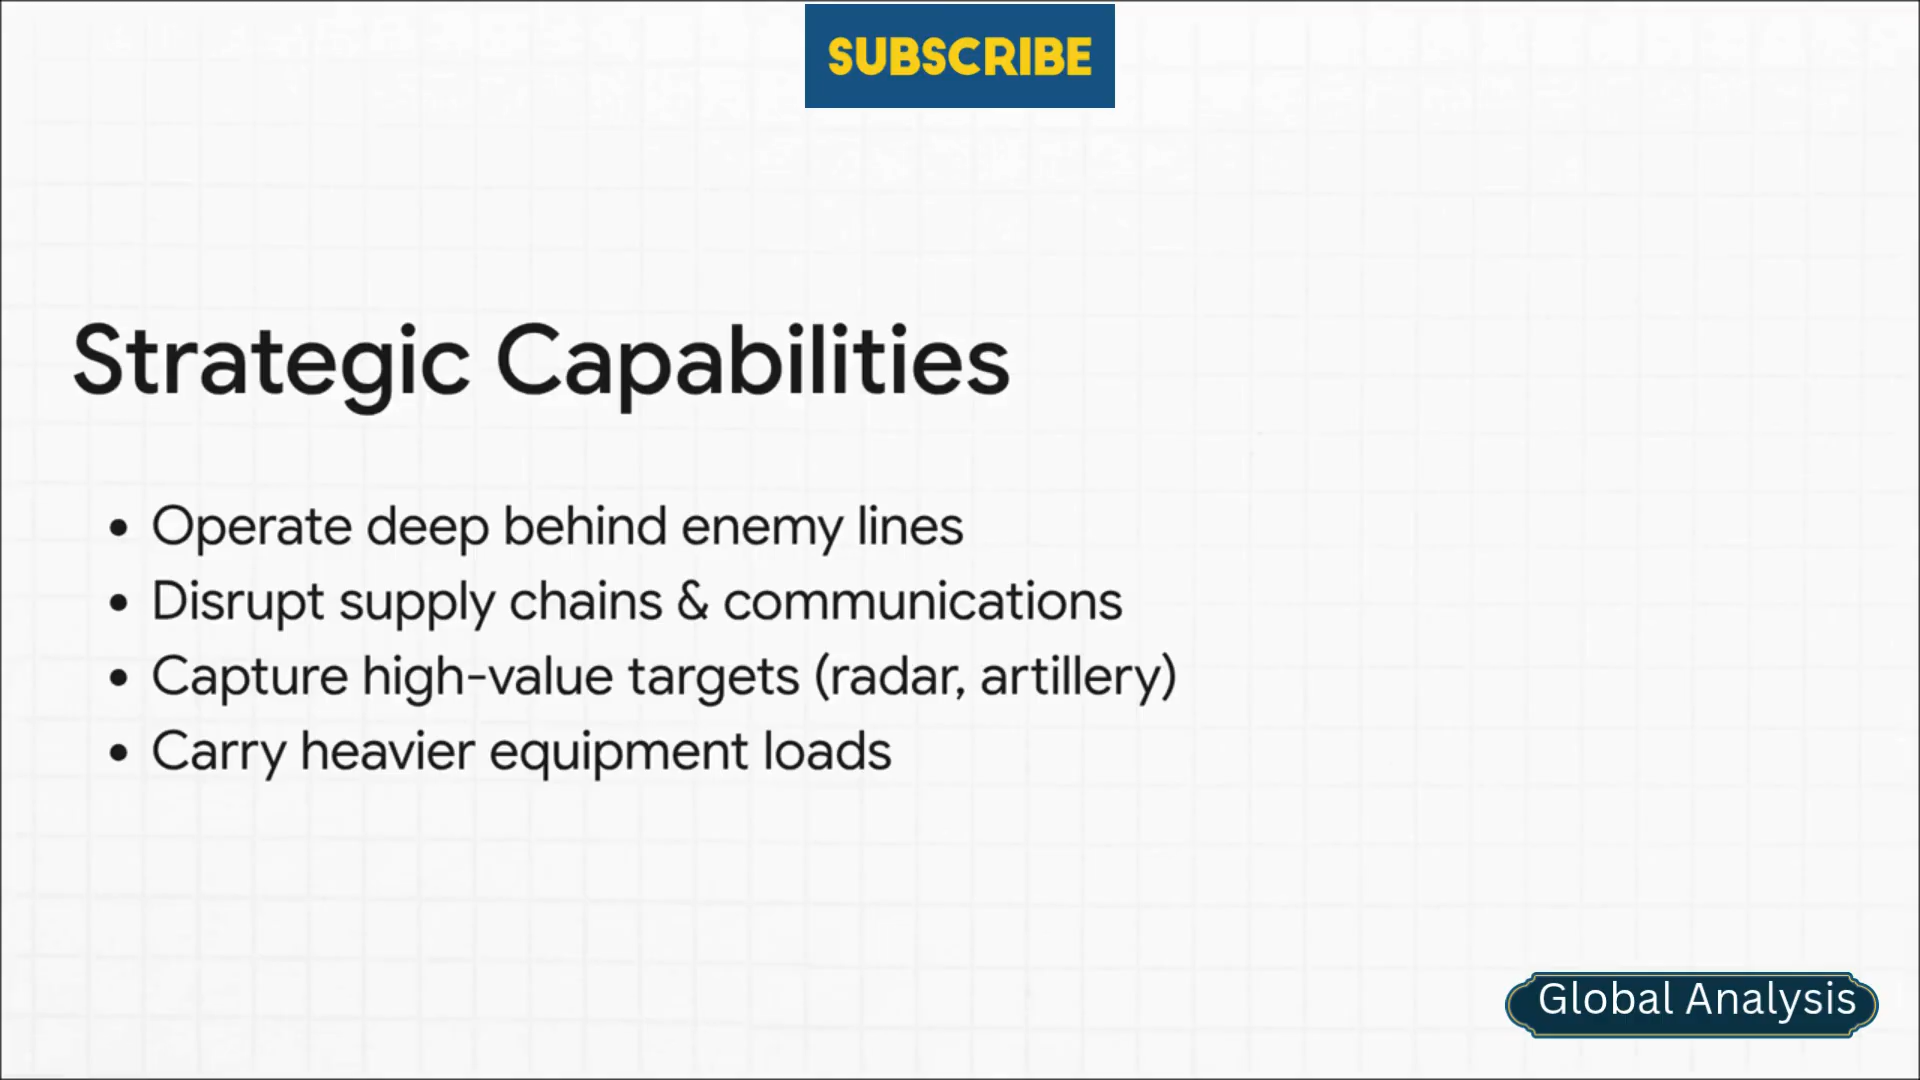 SUBSCRIBE
Strategic Capabilities
• Operate deep behind enemy lines
• Disrupt supply chains & communications
• Capture high-value targets (radar, artillery)
• Carry heavier equipment loads
Global Analysis